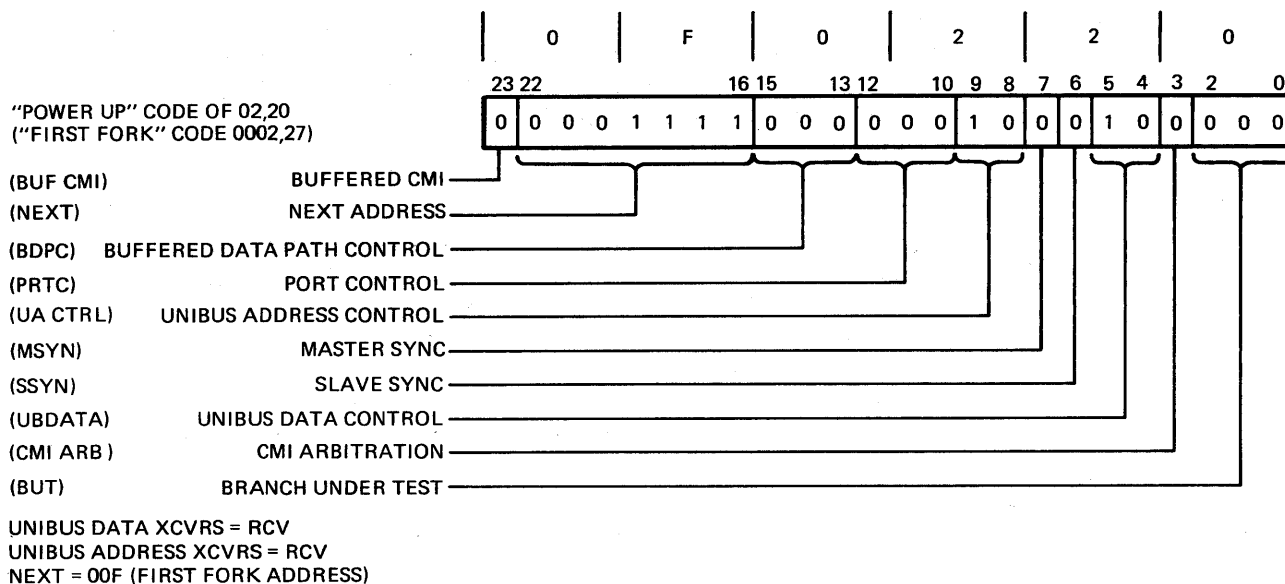 0 F 0 2 2 0
23 22 16 15 13 12 10 9 8 7 6 5 4 3 2 0
"POWER UP" CODE OF 02,20
("FIRST FORK" CODE 0002,27)
0 0 0 0 1 1 1 1 0 0 0 0 0 0 1 0 0 0 1 0 0 0 0 0
(BUF CMI) BUFFERED CMI
(NEXT) NEXT ADDRESS
(BDPC) BUFFERED DATA PATH CONTROL
(PRTC) PORT CONTROL
(UA CTRL) UNIBUS ADDRESS CONTROL
(MSYN) MASTER SYNC
(SSYN) SLAVE SYNC
(UBDATA) UNIBUS DATA CONTROL
(CMI ARB ) CMI ARBITRATION
(BUT) BRANCH UNDER TEST
UNIBUS DATA XCVRS = RCV
UNIBUS ADDRESS XCVRS = RCV
NEXT = 00F (FIRST FORK ADDRESS)